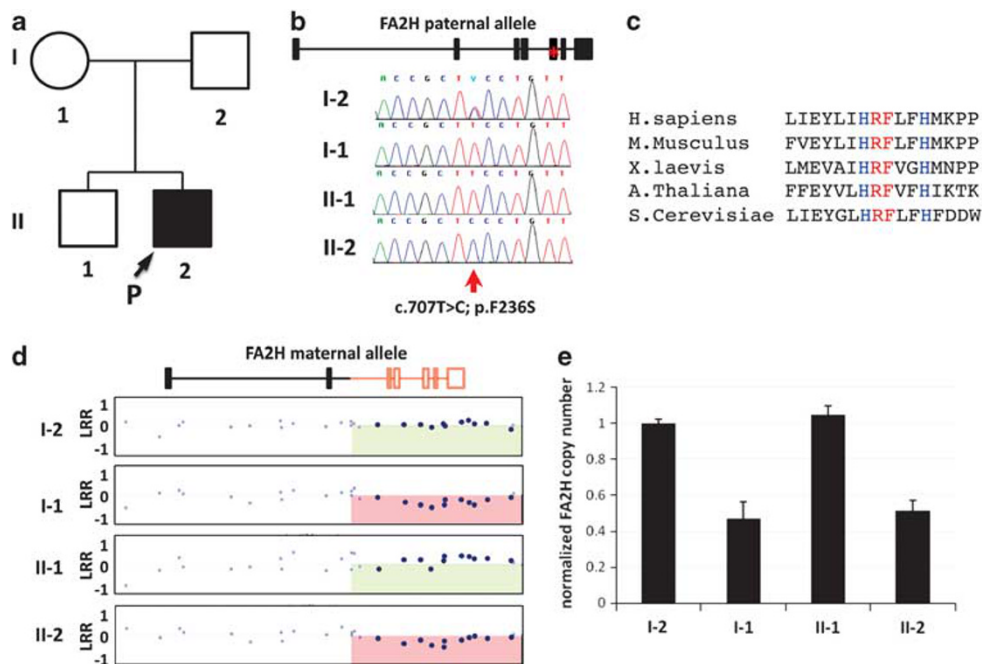 a
I
1
2
II
1
2
P
b
FA2H paternal allele
A C C G C T V C C T G T T
I-2
A C C G C T T C C T G T T
I-1
A C C G C T T C C T G T T
II-1
A C C G C T C C C T G T T
II-2
c.707T>C; p.F236S
c
H.sapiens LIEYLIHRFLFHMKPP
M.Musculus FVEYLIHRFLFHMKPP
X.laevis LMEVAIHRFVGHMNPP
A.Thaliana FFEYVLHRFVFHIKTK
S.Cerevisiae LIEYGLHRFLFHFDDW
d
FA2H maternal allele
I-2 LRR 1 0 -1
I-1 LRR 1 0 -1
II-1 LRR 1 0 -1
II-2 LRR 1 0 -1
e
normalized FA2H copy number
1.2
1
0.8
0.6
0.4
0.2
0
I-2 I-1 II-1 II-2